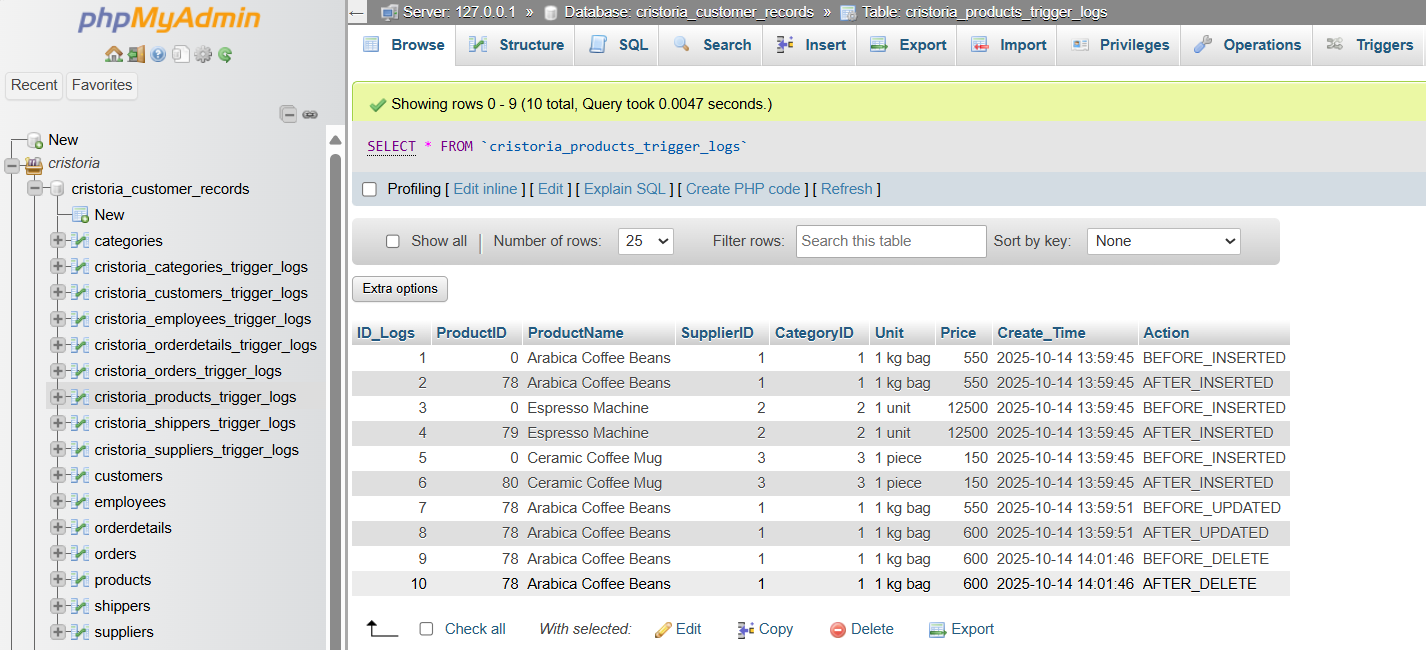 phpMyAdmin
Recent Favorites
New
cristoria
cristoria_customer_records
New
categories
cristoria_categories_trigger_logs
cristoria_customers_trigger_logs
cristoria_employees_trigger_logs
cristoria_orderdetails_trigger_logs
cristoria_orders_trigger_logs
cristoria_products_trigger_logs
cristoria_shippers_trigger_logs
cristoria_suppliers_trigger_logs
customers
employees
orderdetails
orders
products
shippers
suppliers
Server: 127.0.0.1 » Database: cristoria_customer_records » Table: cristoria_products_trigger_logs
Browse Structure SQL Search Insert Export Import Privileges Operations Triggers
Showing rows 0 - 9 (10 total, Query took 0.0047 seconds.)
SELECT * FROM `cristoria_products_trigger_logs`
Profiling [ Edit inline ] [ Edit ] [ Explain SQL ] [ Create PHP code ] [ Refresh ]
Show all | Number of rows: 25 Filter rows: Search this table Sort by key: None
Extra options
ID_Logs ProductID ProductName SupplierID CategoryID Unit Price Create_Time Action
1 0 Arabica Coffee Beans 1 1 1 kg bag 550 2025-10-14 13:59:45 BEFORE_INSERTED
2 78 Arabica Coffee Beans 1 1 1 kg bag 550 2025-10-14 13:59:45 AFTER_INSERTED
3 0 Espresso Machine 2 2 1 unit 12500 2025-10-14 13:59:45 BEFORE_INSERTED
4 79 Espresso Machine 2 2 1 unit 12500 2025-10-14 13:59:45 AFTER_INSERTED
5 0 Ceramic Coffee Mug 3 3 1 piece 150 2025-10-14 13:59:45 BEFORE_INSERTED
6 80 Ceramic Coffee Mug 3 3 1 piece 150 2025-10-14 13:59:45 AFTER_INSERTED
7 78 Arabica Coffee Beans 1 1 1 kg bag 550 2025-10-14 13:59:51 BEFORE_UPDATED
8 78 Arabica Coffee Beans 1 1 1 kg bag 600 2025-10-14 13:59:51 AFTER_UPDATED
9 78 Arabica Coffee Beans 1 1 1 kg bag 600 2025-10-14 14:01:46 BEFORE_DELETE
10 78 Arabica Coffee Beans 1 1 1 kg bag 600 2025-10-14 14:01:46 AFTER_DELETE
Check all With selected: Edit Copy Delete Export